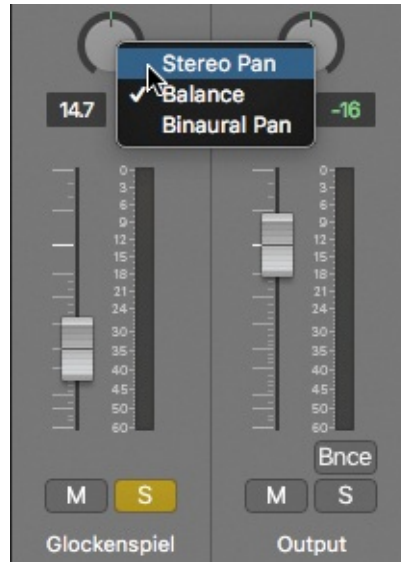 Stereo Pan
✓ Balance
Binaural Pan
14.7
-16
0 0
3 3
6 6
9 9
12 12
15 15
18 18
21 21
24 24
30 30
35 35
40 40
45 45
50 50
60 60
Bnce
M S M S
Glockenspiel Output